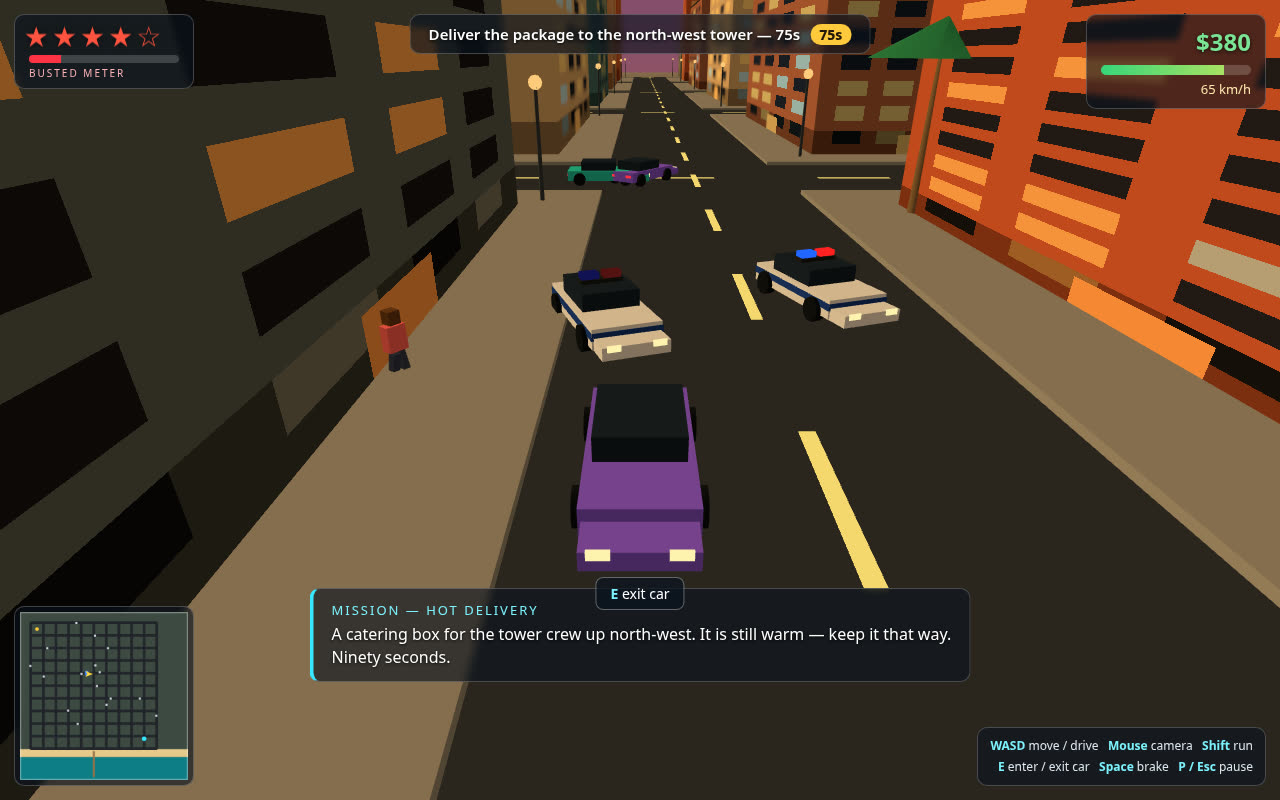 ★★★★☆
BUSTED METER
Deliver the package to the north-west tower — 75s 75s
$380
65 km/h
E exit car
MISSION — HOT DELIVERY
A catering box for the tower crew up north-west. It is still warm — keep it that way.
Ninety seconds.
WASD move / drive Mouse camera Shift run
E enter / exit car Space brake P / Esc pause